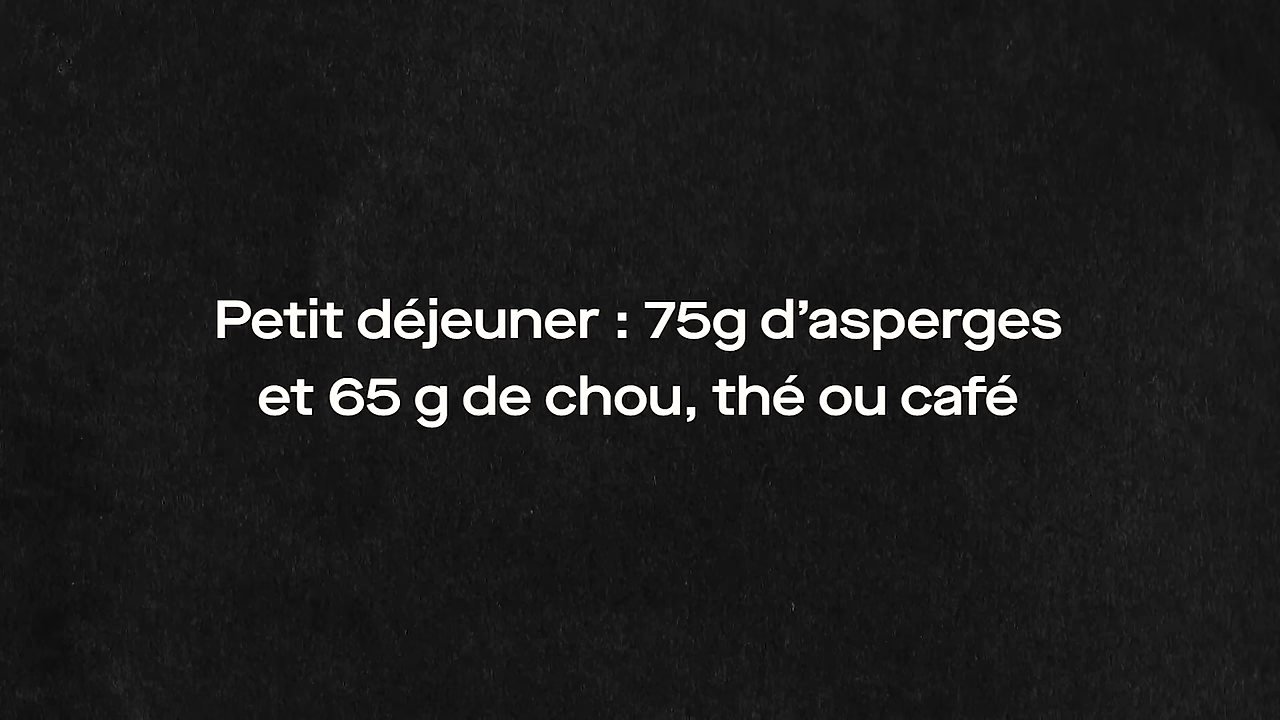 Petit déjeuner : 75g d’asperges
et 65 g de chou, thé ou café